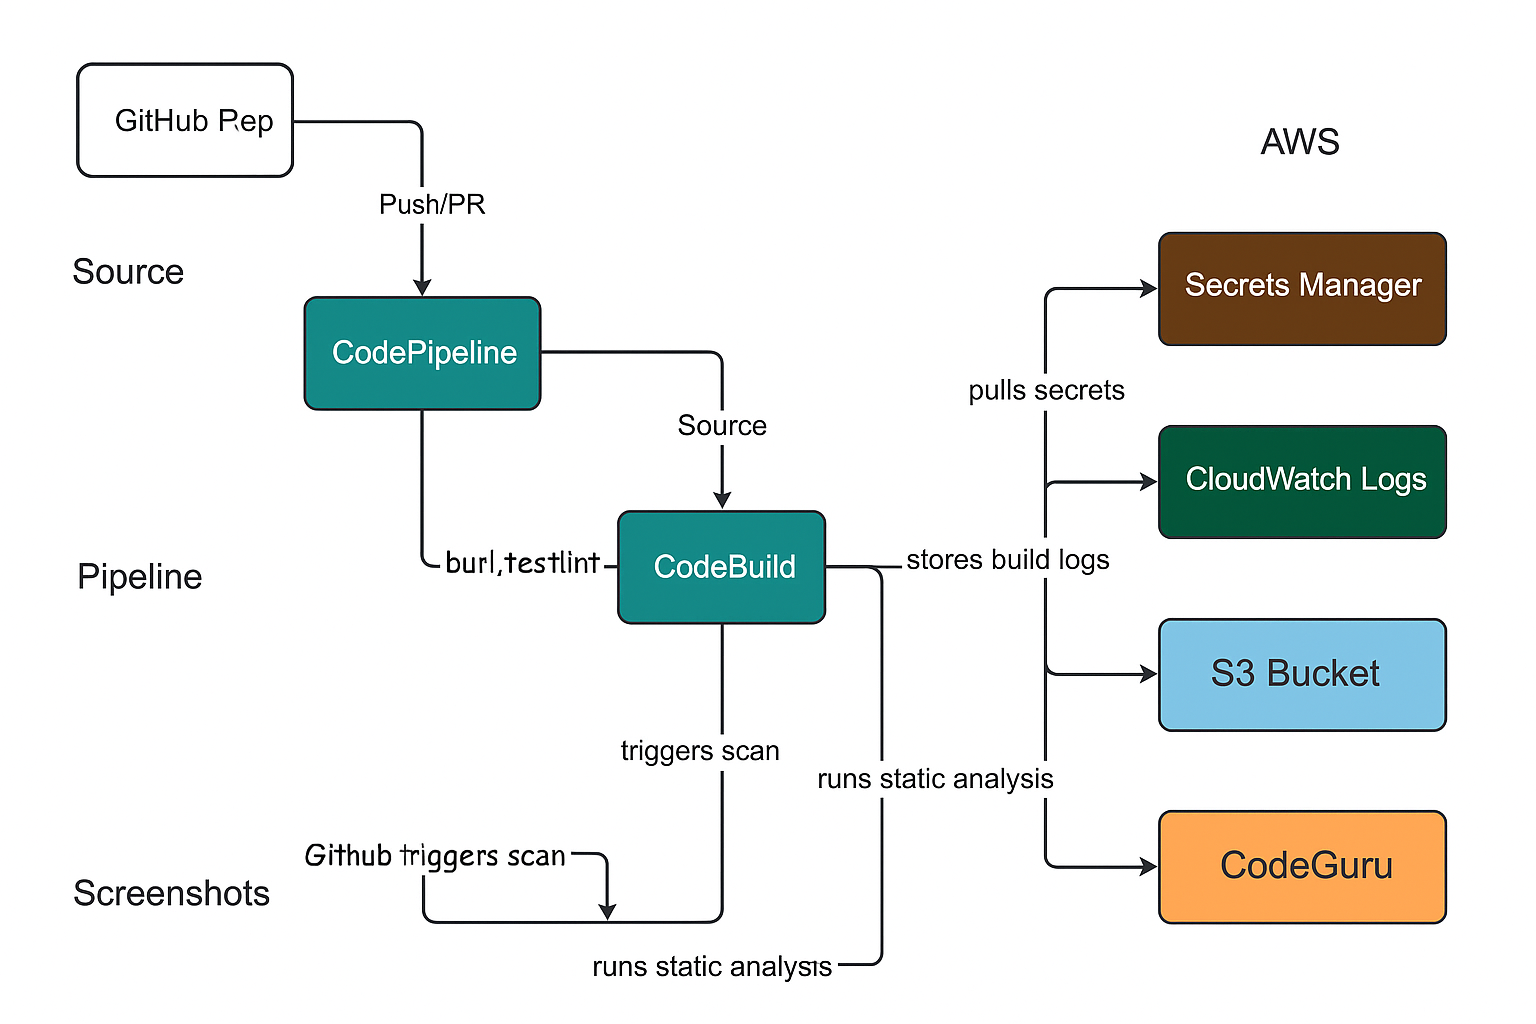 GitHub Rep
AWS
Push/PR
Source
Secrets Manager
CodePipeline
pulls secrets
Source
CloudWatch Logs
stores build logs
burl,testlint
CodeBuild
Pipeline
S3 Bucket
triggers scan
runs static analysis
Github triggers scan
CodeGuru
Screenshots
runs static analysis